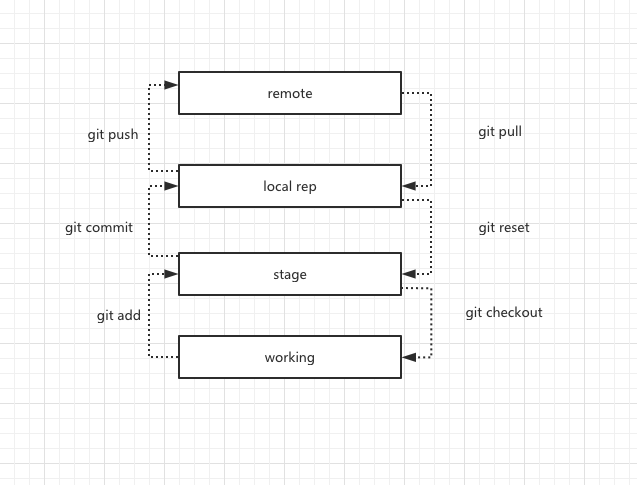 remote
git push
git pull
local rep
git commit
git reset
stage
git add
git checkout
working